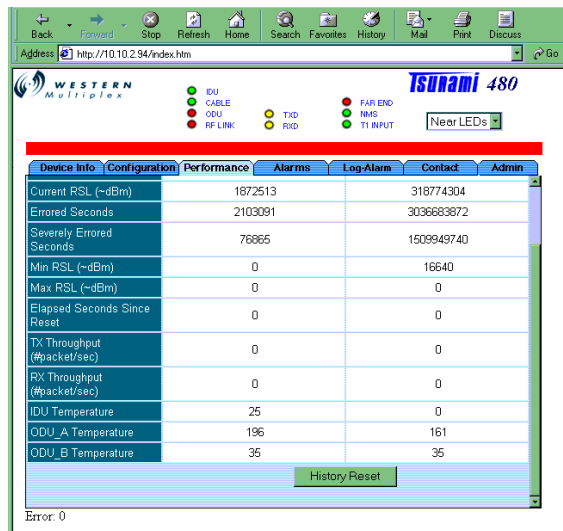 Back Forward Stop Refresh Home Search Favorites History Mail Print Discuss
Address http://10.10.2.94/index.htm Go
WESTERN
Multiplex
Tsunami 480
IDU
CABLE
ODU
RF LINK
TXD
RXD
FAR END
NMS
T1 INPUT
Near LEDs
Device Info Configuration Performance Alarms Log-Alarm Contact Admin
Current RSL (~dBm) 1872513 318774304
Errored Seconds 2103091 3036683872
Severely Errored
Seconds 76865 1509949740
Min RSL (~dBm) 0 16640
Max RSL (~dBm) 0 0
Elapsed Seconds Since
Reset 0 0
TX Throughput
(#packet/sec) 0 0
RX Throughput
(#packet/sec) 0 0
IDU Temperature 25 0
ODU_A Temperature 196 161
ODU_B Temperature 35 35
History Reset
Error: 0